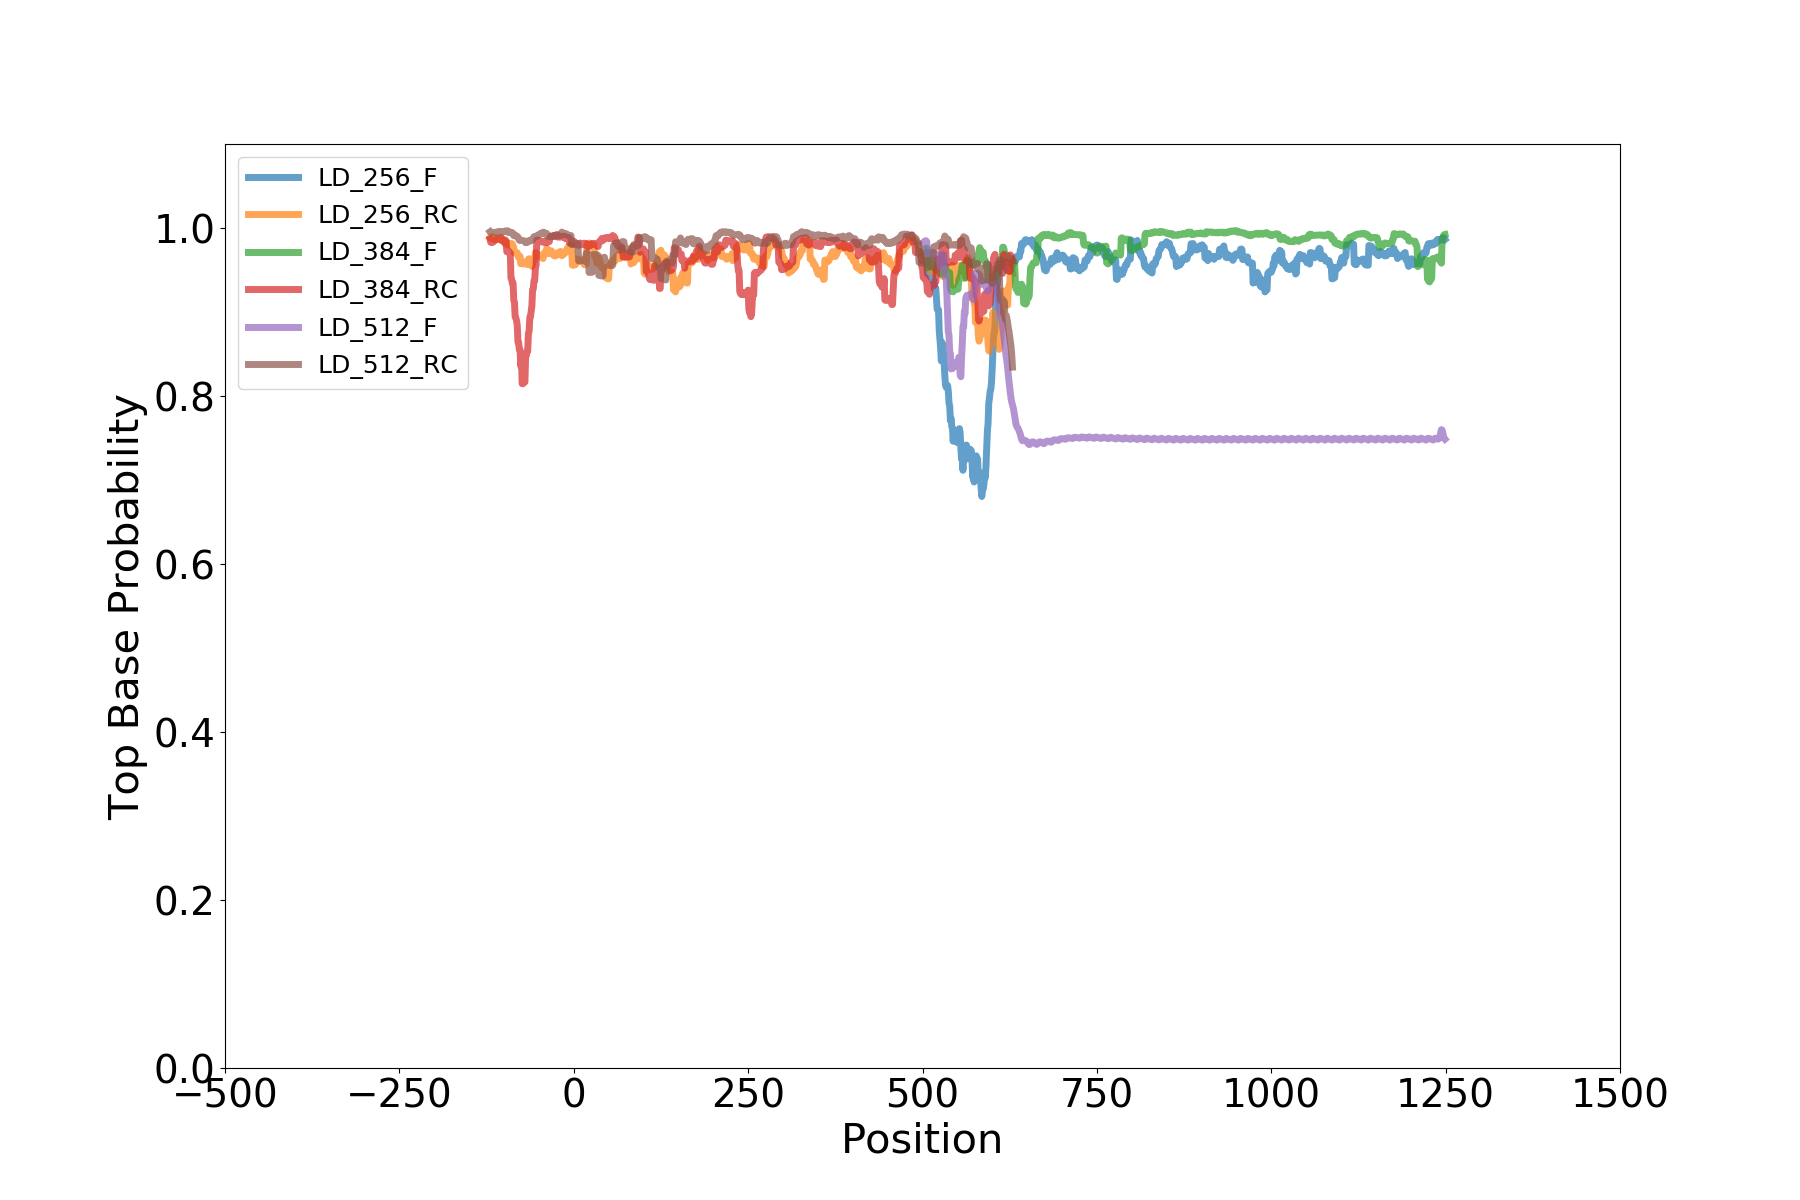 LD_256_F
LD_256_RC
LD_384_F
LD_384_RC
LD_512_F
LD_512_RC
1.0
0.8
0.6
0.4
0.2
0.0
Top Base Probability
−500 −250 0 250 500 750 1000 1250 1500
Position